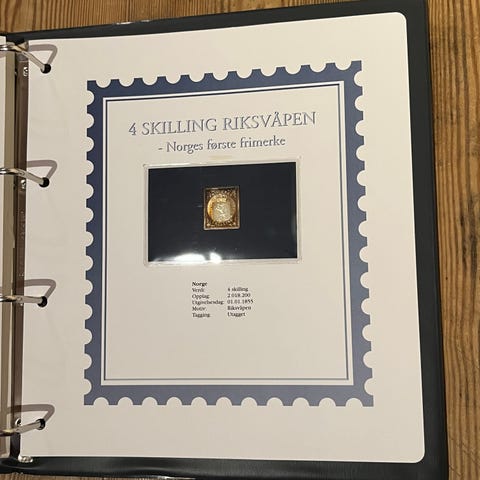 4 SKILLING RIKSVÅPEN
- Norges første frimerke
Norge
Verdi: 4 skilling
Opplag: 2 018.200
Utgivelsesdag: 01.01.1855
Motiv: Riksvåpen
Tagging: Utagget